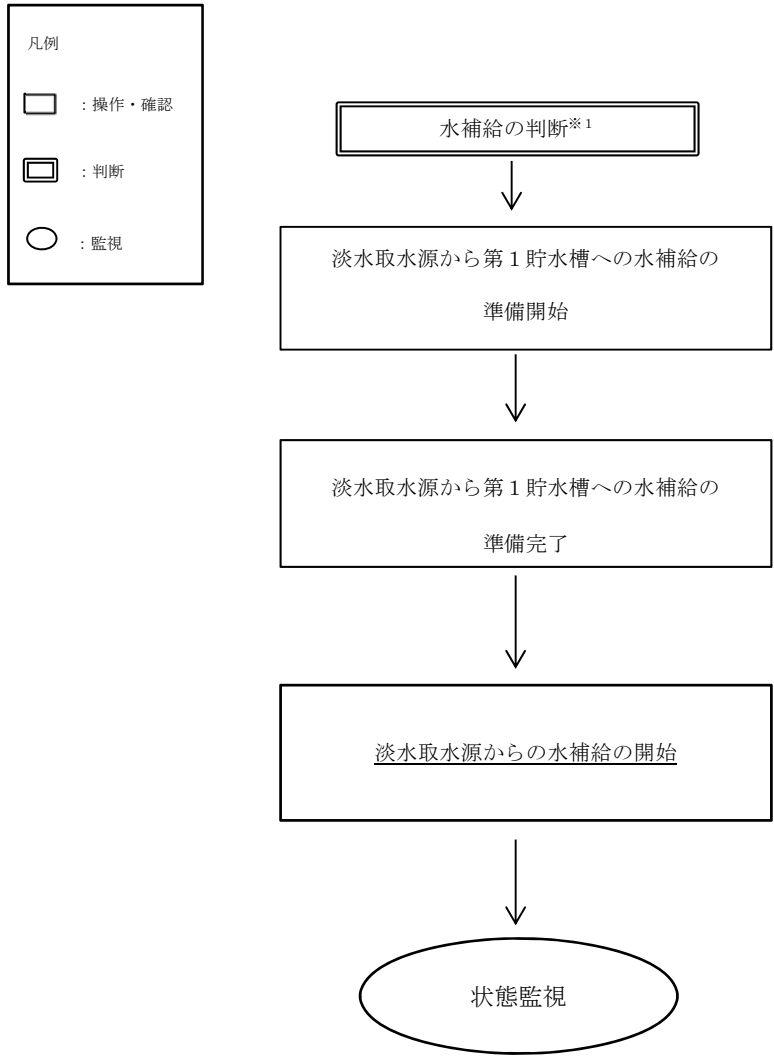 凡例
：操作・確認
：判断
：監視
水補給の判断※１
淡水取水源から第１貯水槽への水補給の
準備開始
淡水取水源から第１貯水槽への水補給の
準備完了
淡水取水源からの水補給の開始
状態監視